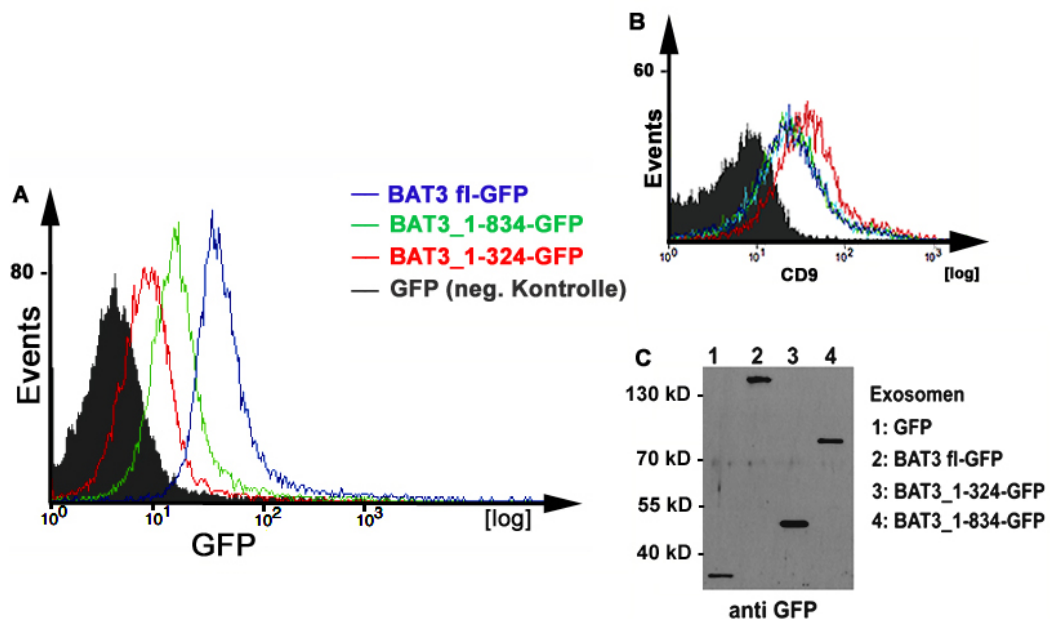 A
BAT3 fl-GFP
BAT3_1-834-GFP
BAT3_1-324-GFP
GFP (neg. Kontrolle)
80
Events
10⁰ 10¹ 10² 10³ [log]
GFP
B
60
Events
10⁰ 10¹ 10² 10³
CD9 [log]
C 1 2 3 4
130 kD
70 kD
55 kD
40 kD
anti GFP
Exosomen
1: GFP
2: BAT3 fl-GFP
3: BAT3_1-324-GFP
4: BAT3_1-834-GFP